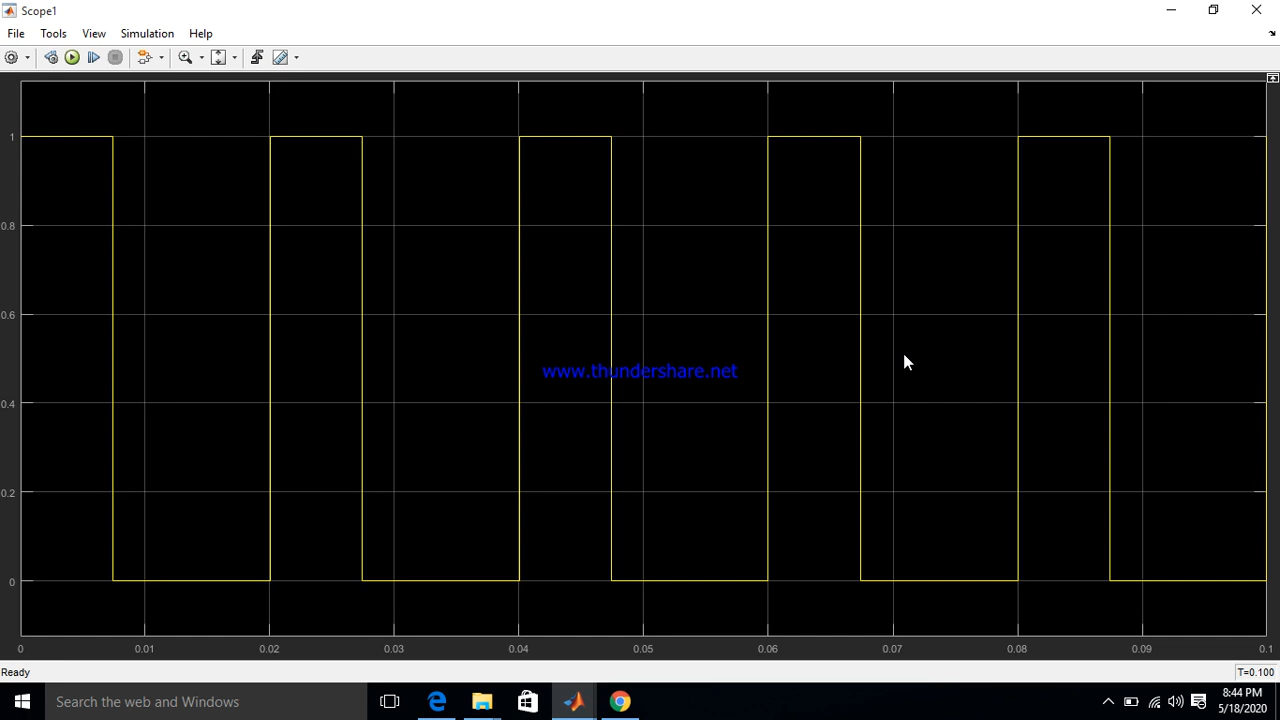 Scope1
File Tools View Simulation Help
1
0.8
0.6
www.thundershare.net
0.4
0.2
0
0 0.01 0.02 0.03 0.04 0.05 0.06 0.07 0.08 0.09 0.1
Ready T=0.100
Search the web and Windows
8:44 PM
5/18/2020